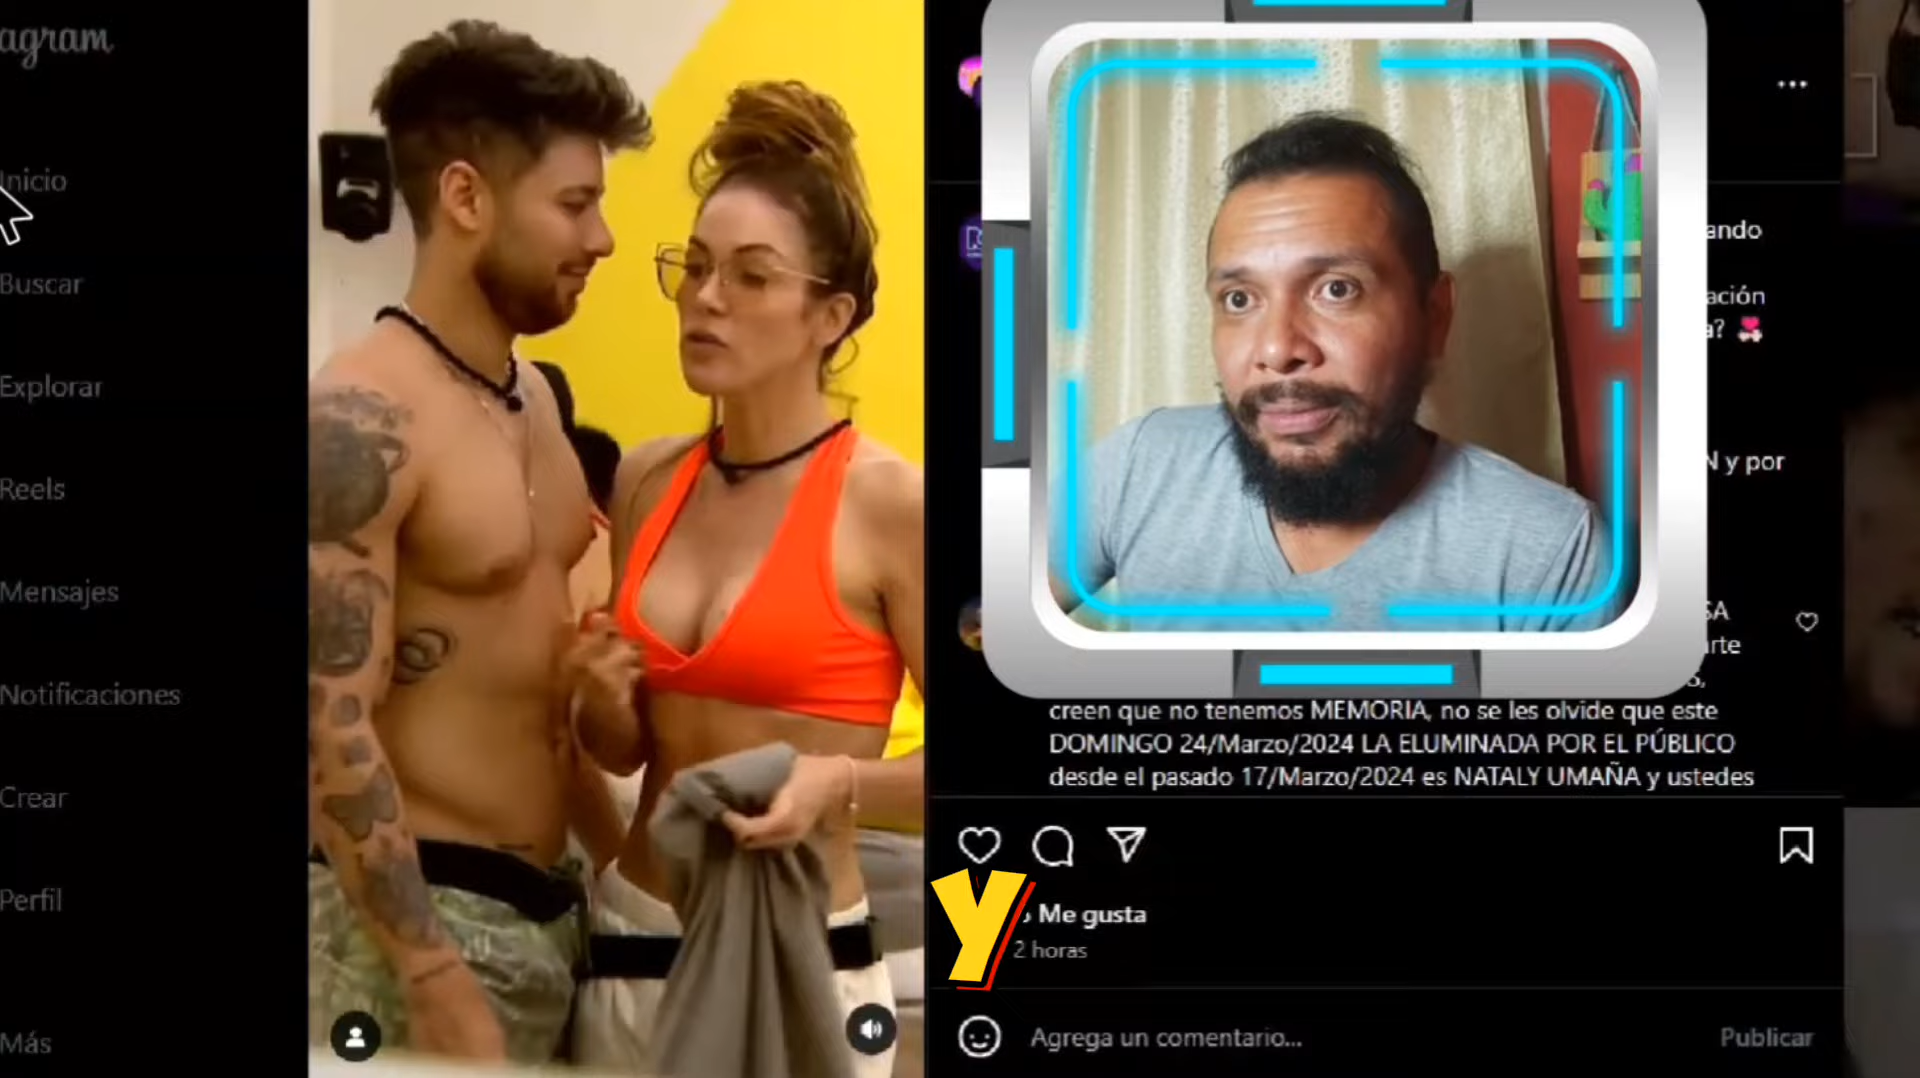 agram
Inicio
Buscar
Explorar
Reels
Mensajes
Notificaciones
Crear
Perfil
Más
ando
ación
a?
N y por
SA
arte
S,
creen que no tenemos MEMORIA, no se les olvide que este
DOMINGO 24/Marzo/2024 LA ELUMINADA POR EL PÚBLICO
desde el pasado 17/Marzo/2024 es NATALY UMAÑA y ustedes
Me gusta
2 horas
Y
Agrega un comentario...
Publicar